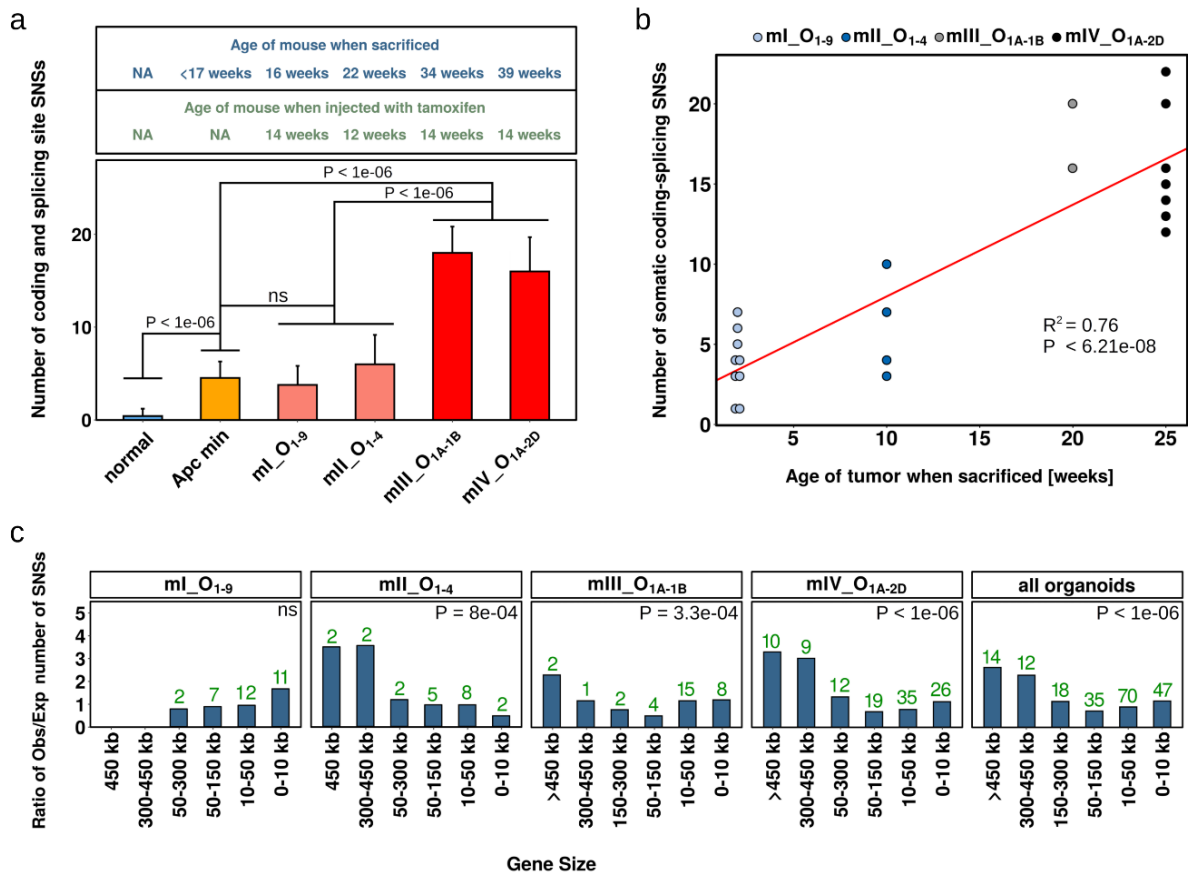 a
Age of mouse when sacrificed
NA <17 weeks 16 weeks 22 weeks 34 weeks 39 weeks
Age of mouse when injected with tamoxifen
NA NA 14 weeks 12 weeks 14 weeks 14 weeks
Number of coding and splicing site SNSs
P < 1e-06
P < 1e-06
ns
P < 1e-06
20
10
0
normal
Apc min
mI_O1-9
mII_O1-4
mIII_O1A-1B
mIV_O1A-2D
b
mI_O1-9 mII_O1-4 mIII_O1A-1B mIV_O1A-2D
Number of somatic coding-splicing SNSs
20
15
10
5
0
R2 = 0.76
P < 6.21e-08
5 10 15 20 25
Age of tumor when sacrificed [weeks]
c
Ratio of Obs/Exp number of SNSs
5
4
3
2
1
0
mI_O1-9
ns
2 7 12 11
450 kb
300-450 kb
50-300 kb
50-150 kb
10-50 kb
0-10 kb
mII_O1-4
P = 8e-04
2 2 2 5 8 2
450 kb
300-450 kb
50-300 kb
50-150 kb
10-50 kb
0-10 kb
mIII_O1A-1B
P = 3.3e-04
2 1 2 4 15 8
>450 kb
300-450 kb
150-300 kb
50-150 kb
10-50 kb
0-10 kb
mIV_O1A-2D
P < 1e-06
10 9 12 19 35 26
>450 kb
300-450 kb
50-300 kb
50-150 kb
10-50 kb
0-10 kb
all organoids
P < 1e-06
14 12 18 35 70 47
>450 kb
300-450 kb
150-300 kb
50-150 kb
10-50 kb
0-10 kb
Gene Size